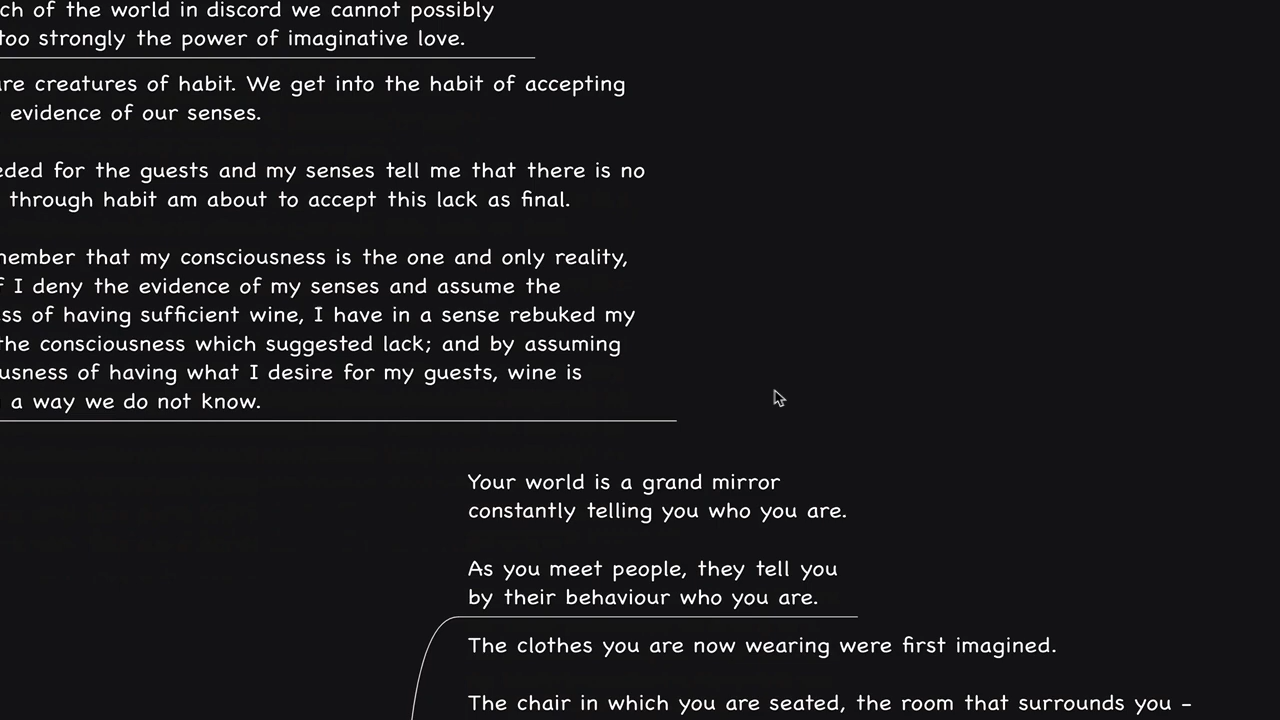 ch of the world in discord we cannot possibly
too strongly the power of imaginative love.
are creatures of habit. We get into the habit of accepting
evidence of our senses.
eded for the guests and my senses tell me that there is no
through habit am about to accept this lack as final.
member that my consciousness is the one and only reality,
f I deny the evidence of my senses and assume the
ss of having sufficient wine, I have in a sense rebuked my
the consciousness which suggested lack; and by assuming
usness of having what I desire for my guests, wine is
a way we do not know.
Your world is a grand mirror
constantly telling you who you are.
As you meet people, they tell you
by their behaviour who you are.
The clothes you are now wearing were first imagined.
The chair in which you are seated, the room that surrounds you –